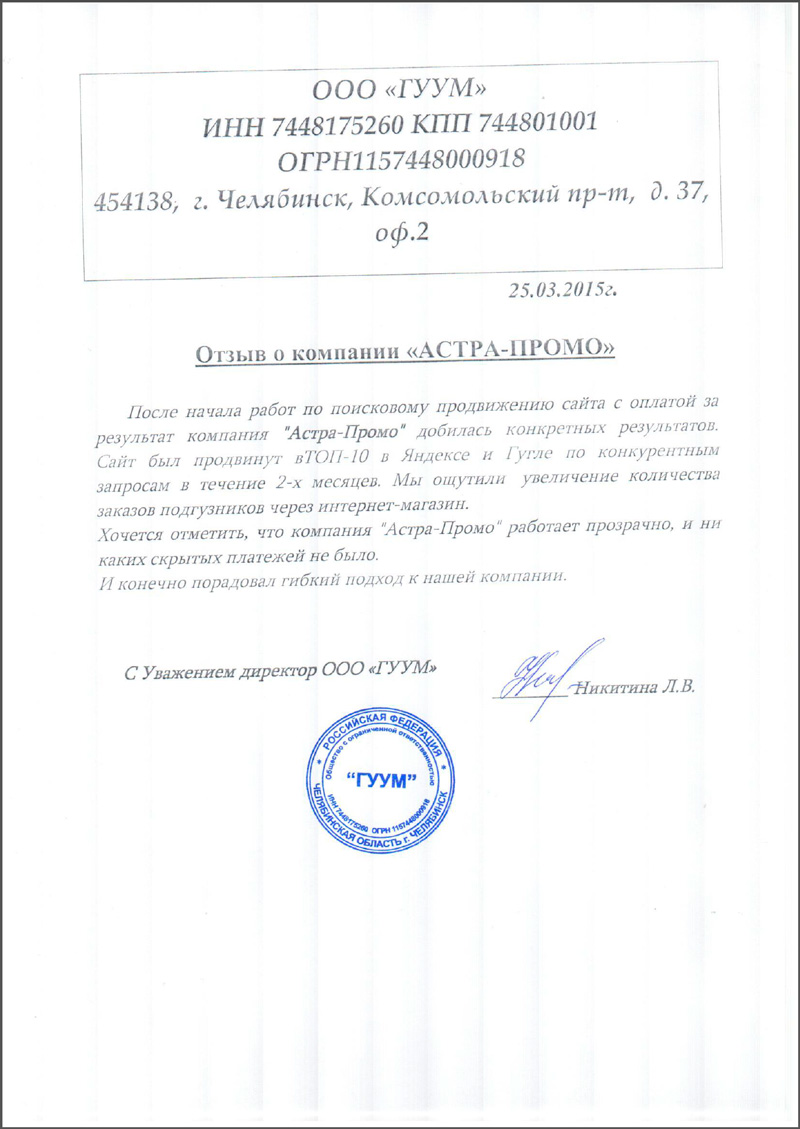 ООО «ГУУМ»
ИНН 7448175260 КПП 744801001
ОГРН1157448000918
454138, г. Челябинск, Комсомольский пр-т, д. 37,
оф.2
25.03.2015г.
Отзыв о компании «АСТРА-ПРОМО»
После начала работ по поисковому продвижению сайта с оплатой за
результат компания "Астра-Промо" добилась конкретных результатов.
Сайт был продвинут вТОП-10 в Яндексе и Гугле по конкурентным
запросам в течение 2-х месяцев. Мы ощутили увеличение количества
заказов подгузников через интернет-магазин.
Хочется отметить, что компания "Астра-Промо" работает прозрачно, и ни
каких скрытых платежей не было.
И конечно порадовал гибкий подход к нашей компании.
С Уважением директор ООО «ГУУМ»
Никитина Л.В.
* РОССИЙСКАЯ ФЕДЕРАЦИЯ *
Общество с ограниченной ответственностью
"ГУУМ"
ИНН 7448175260 ОГРН 1157448000918
ЧЕЛЯБИНСКАЯ ОБЛАСТЬ г. ЧЕЛЯБИНСК